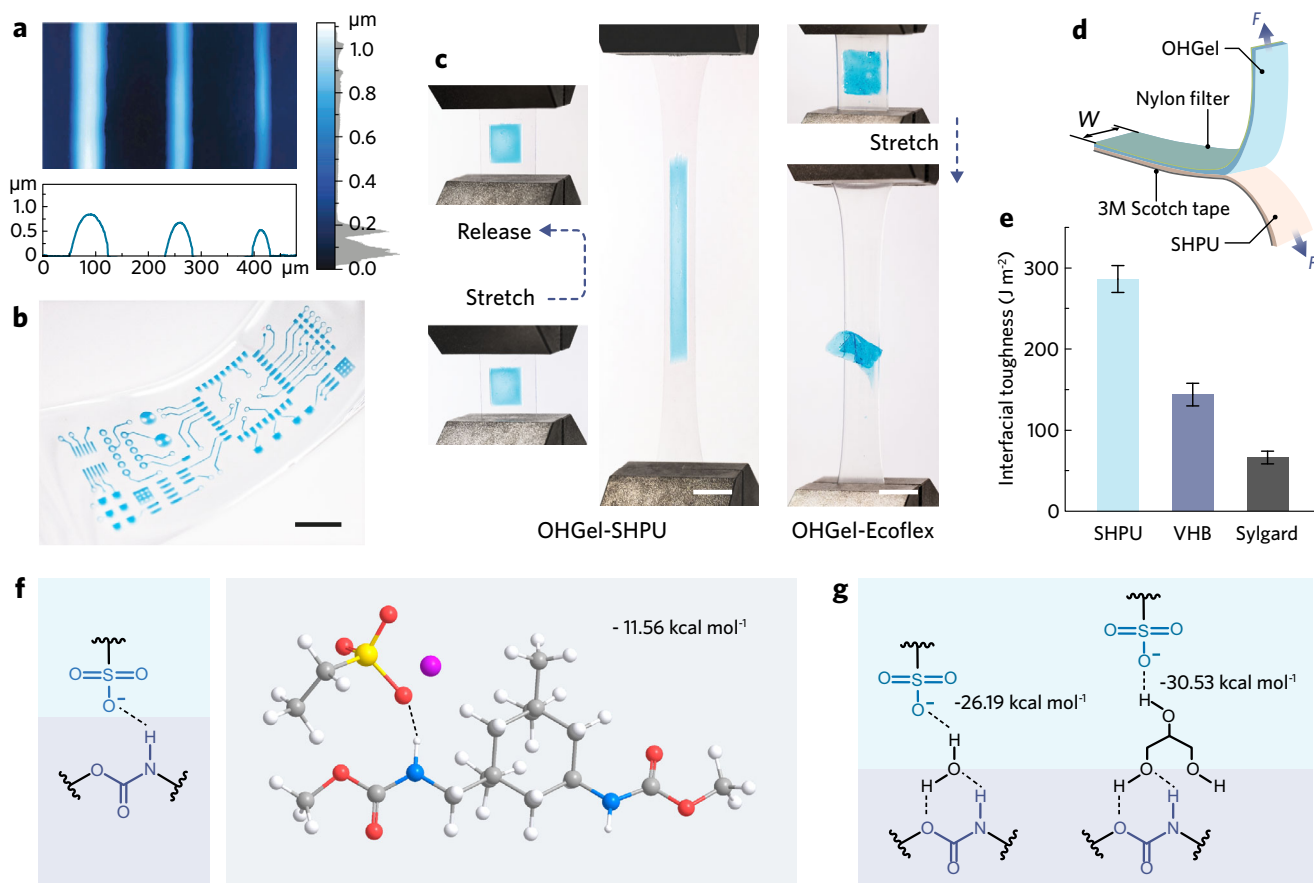 a
µm
1.0
0.8
0.6
0.4
0.2
0.0
µm
1.0
0.5
0
0
100
200
300
400
µm
b
c
Release
Stretch
OHGel-SHPU
Stretch
OHGel-Ecoflex
d
F
OHGel
Nylon filter
W
3M Scotch tape
SHPU
F
e
Interfacial toughness (J m⁻²)
300
200
100
0
SHPU
VHB
Sylgard
f
O=S=O
O⁻
H
O
N
O
- 11.56 kcal mol⁻¹
g
O=S=O
O⁻
-26.19 kcal mol⁻¹
H
O
H
H
O
N
O
O=S=O
O⁻
-30.53 kcal mol⁻¹
H
O
O
O
H
H
H
O
N
O